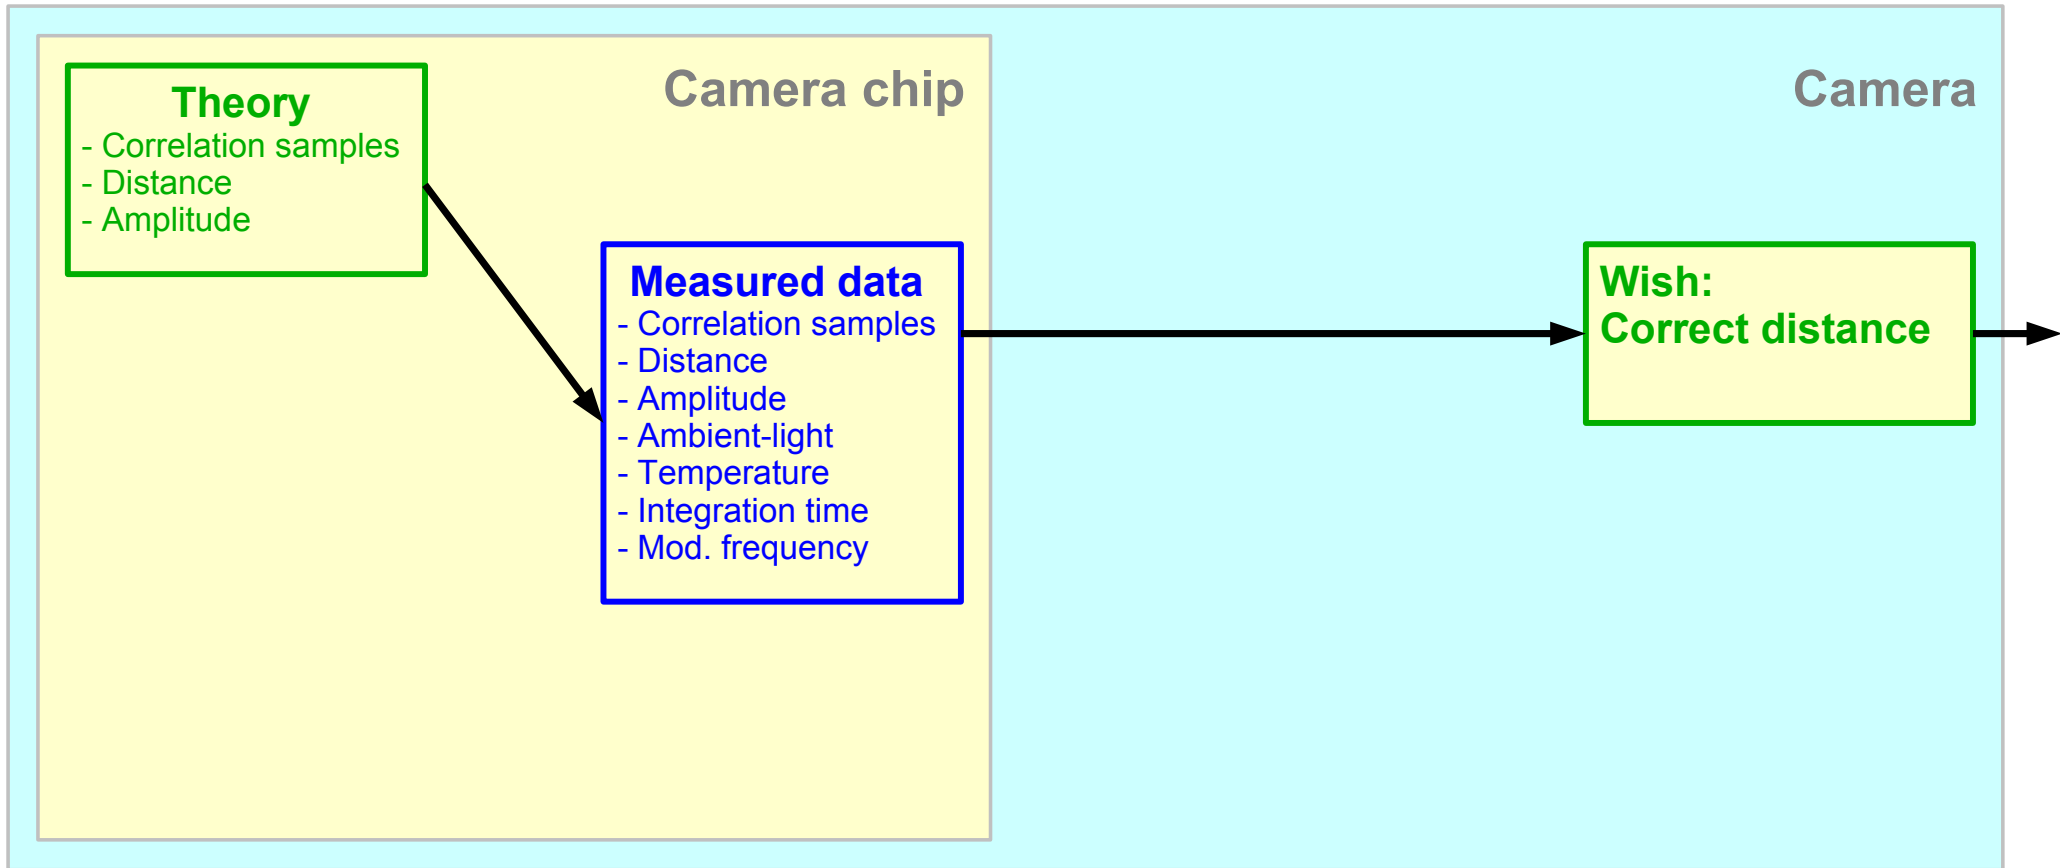 Camera chip
Camera
Theory
- Correlation samples
- Distance
- Amplitude
Measured data
- Correlation samples
- Distance
- Amplitude
- Ambient-light
- Temperature
- Integration time
- Mod. frequency
Wish:
Correct distance